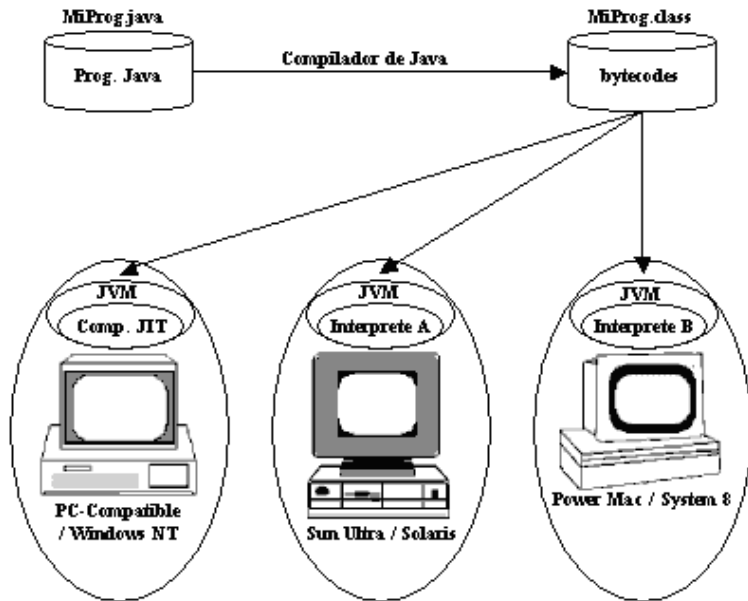 MiProg.java
MiProg.class
Prog. Java
Compilador de Java
bytecodes
JVM
Comp. JIT
JVM
Interprete A
JVM
Interprete B
PC-Compatible
/ Windows NT
Sun Ultra / Solaris
Power Mac / System 8